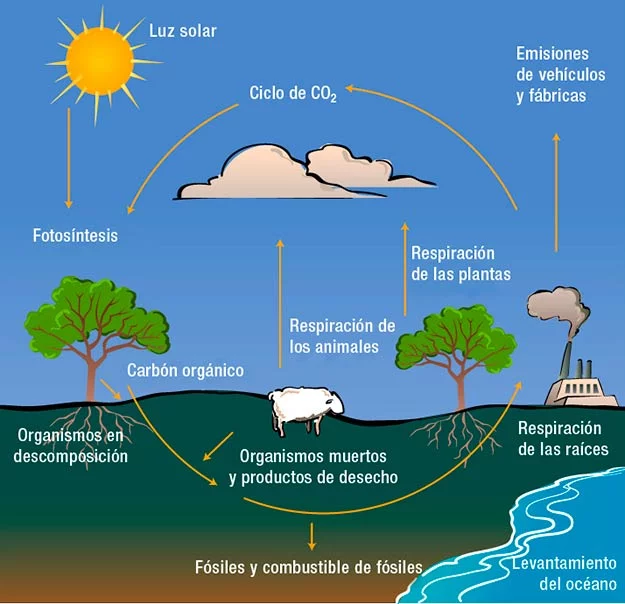 Luz solar
Emisiones
de vehículos
y fábricas
Ciclo de CO₂
Fotosíntesis
Respiración
de las plantas
Respiración de
los animales
Carbón orgánico
Organismos en
descomposición
Organismos muertos
y productos de desecho
Respiración
de las raíces
Fósiles y combustible de fósiles
Levantamiento
del océano